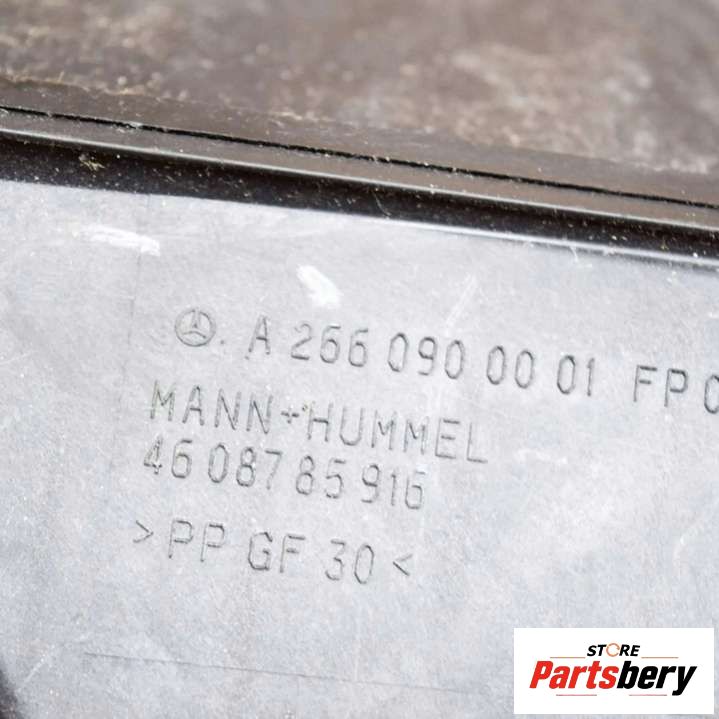 A 266 090 00 01 FP
MANN+HUMMEL
46 087 85 916
>PP GF 30<
STORE
Partsbery